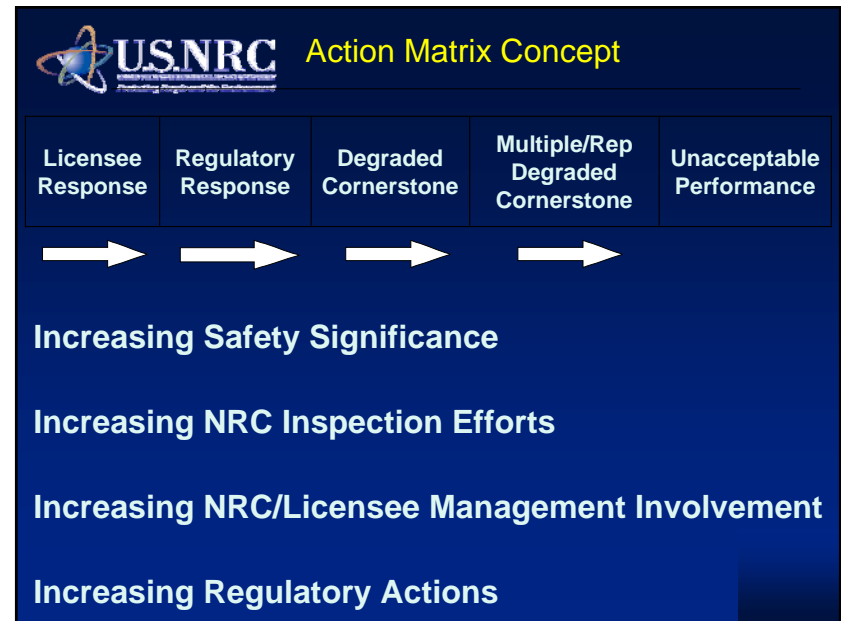 U.S.NRC
Action Matrix Concept
Licensee
Response
Regulatory
Response
Degraded
Cornerstone
Multiple/Rep
Degraded
Cornerstone
Unacceptable
Performance
Increasing Safety Significance
Increasing NRC Inspection Efforts
Increasing NRC/Licensee Management Involvement
Increasing Regulatory Actions